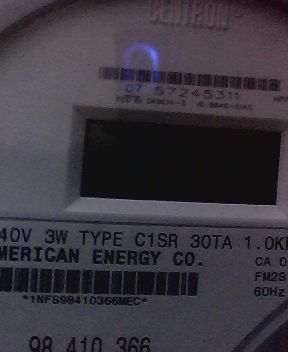 CENTRON
07 57245311
40V 3W TYPE C1SR 30TA 1.0K
MERICAN ENERGY CO. CA 0
FM2S
*1NFS98410366MEC* 60Hz
98 410 366